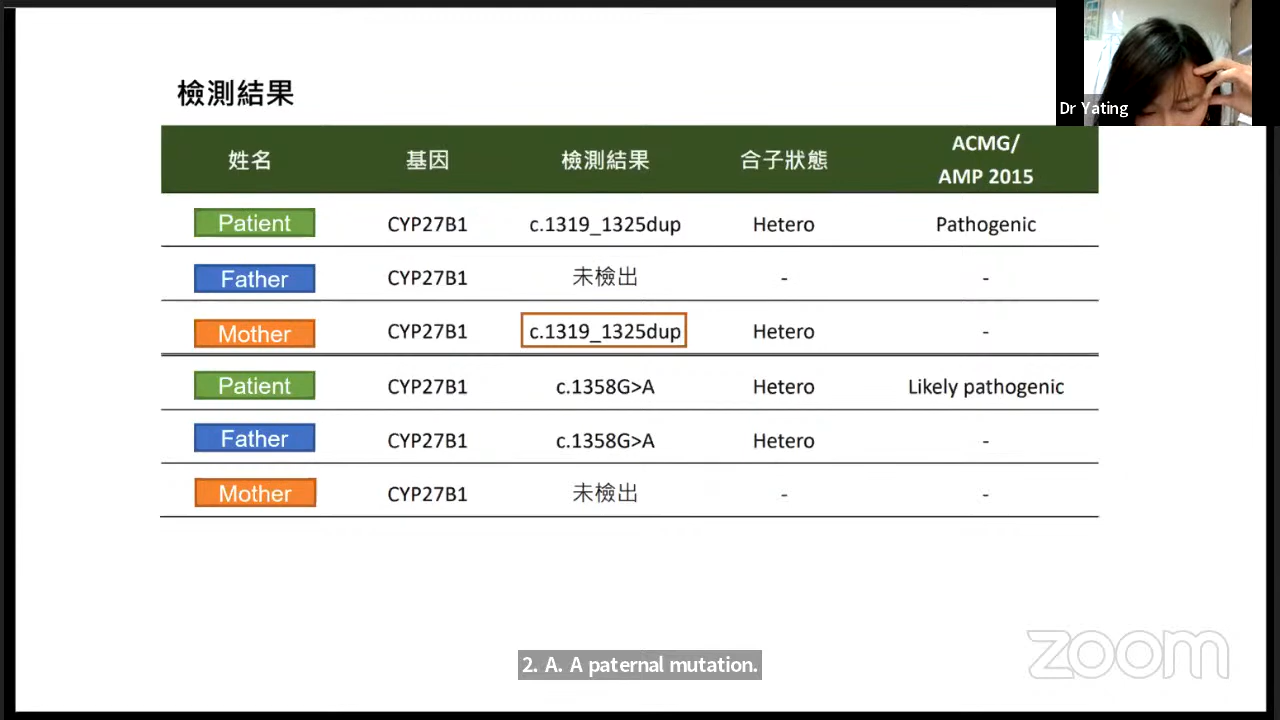 Dr Yating
檢測結果
姓名 基因 檢測結果 合子狀態 ACMG/
AMP 2015
Patient CYP27B1 c.1319_1325dup Hetero Pathogenic
Father CYP27B1 未檢出 - -
Mother CYP27B1 c.1319_1325dup Hetero -
Patient CYP27B1 c.1358G>A Hetero Likely pathogenic
Father CYP27B1 c.1358G>A Hetero -
Mother CYP27B1 未檢出 - -
2. A. A paternal mutation.
zoom